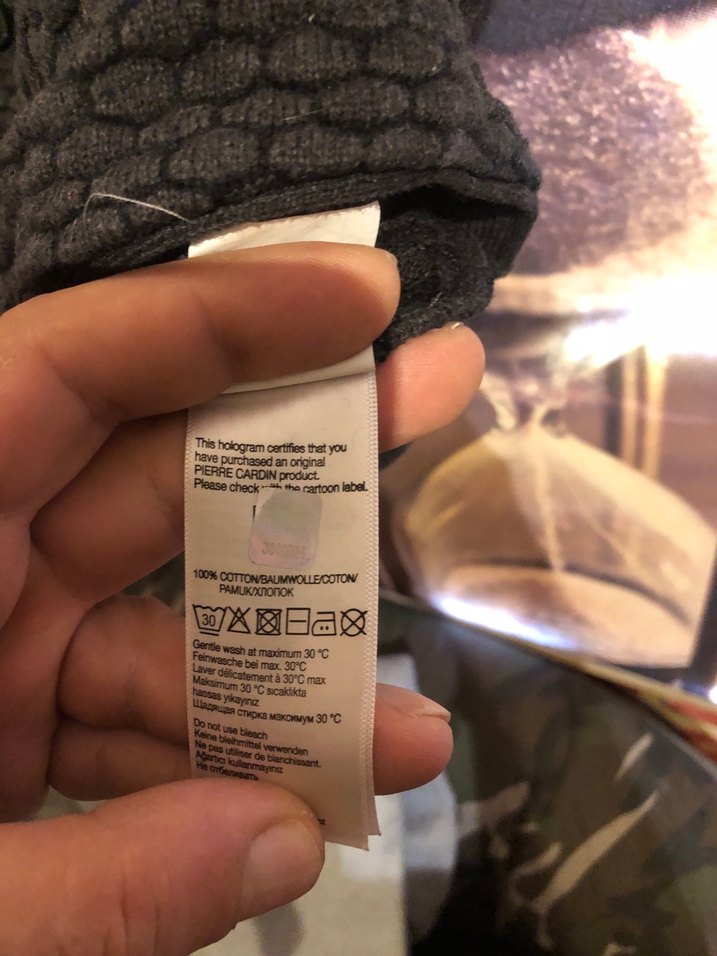 This hologram certifies that you
have purchased an original
PIERRE CARDIN product.
Please check with the cartoon label.
100% COTTON/BAUMWOLLE/COTON/
PAMUK/ХЛОПОК
30
Gentle wash at maximum 30 °C
Feinwasche bei max. 30°C
Laver délicatement à 30°C max
Maksimum 30 °C sıcaklıkta
hassas yıkayınız
Щадящая стирка максимум 30 °C
Do not use bleach
Keine bleihmittel verwenden
Ne pas utiliser de blanchissant.
Ağartıcı kullanmayınız
Не отбеливать